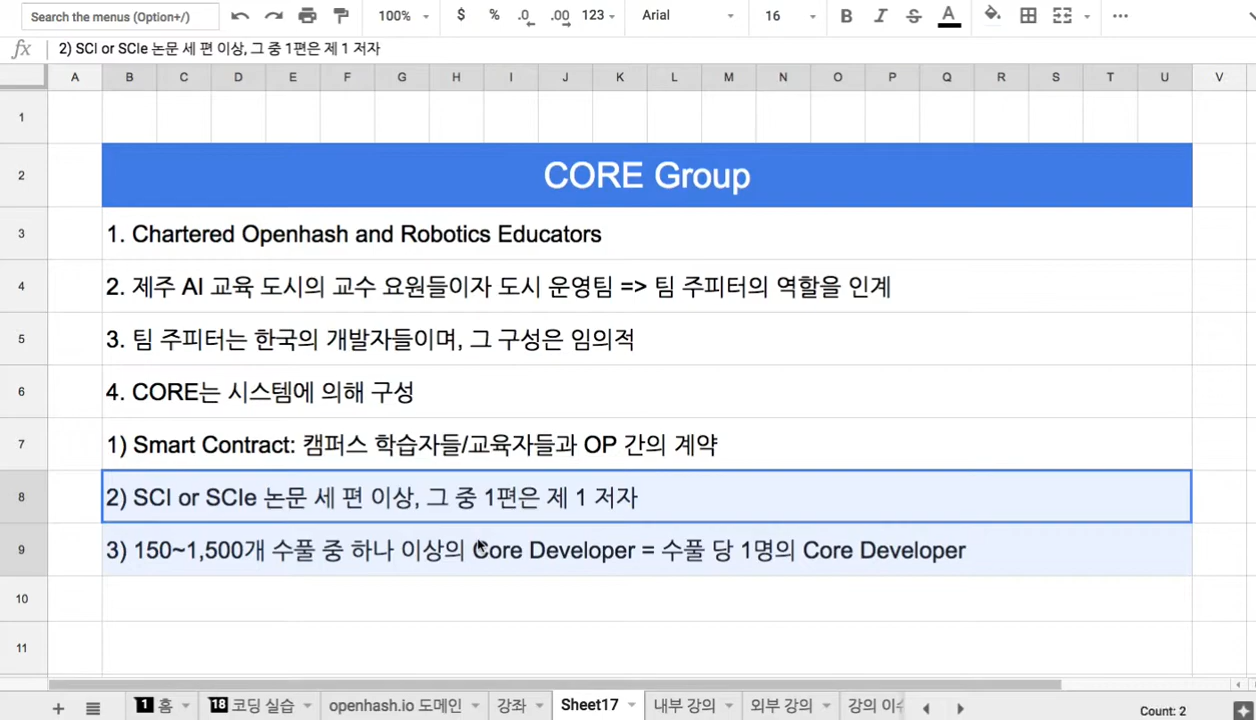 Search the menus (Option+/)
100%
$ % .0 .00 123
Arial
16
B I S A
fx 2) SCI or SCIe 논문 세 편 이상, 그 중 1편은 제 1 저자
A B C D E F G H I J K L M N O P Q R S T U V
1
2 CORE Group
3 1. Chartered Openhash and Robotics Educators
4 2. 제주 AI 교육 도시의 교수 요원들이자 도시 운영팀 => 팀 주피터의 역할을 인계
5 3. 팀 주피터는 한국의 개발자들이며, 그 구성은 임의적
6 4. CORE는 시스템에 의해 구성
7 1) Smart Contract: 캠퍼스 학습자들/교육자들과 OP 간의 계약
8 2) SCI or SCIe 논문 세 편 이상, 그 중 1편은 제 1 저자
9 3) 150~1,500개 수풀 중 하나 이상의 Core Developer = 수풀 당 1명의 Core Developer
10
11
1 홈 18 코딩 실습 openhash.io 도메인 강좌 Sheet17 내부 강의 외부 강의 강의 이
Count: 2